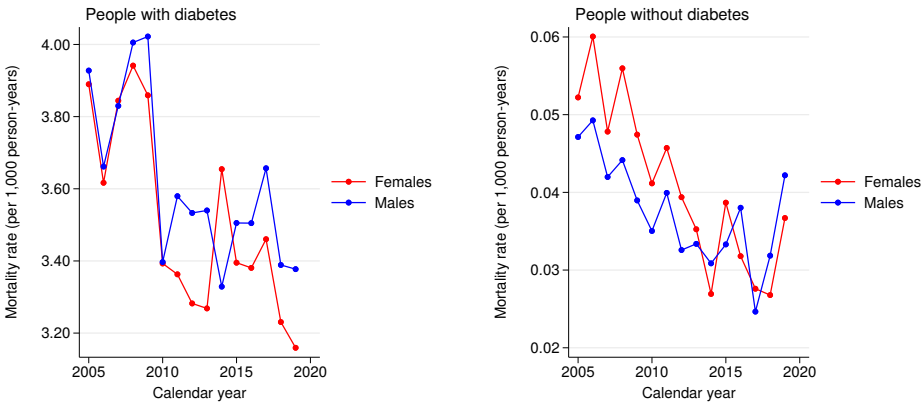 People with diabetes
Mortality rate (per 1,000 person-years)
4.00
3.80
3.60
3.40
3.20
2005 2010 2015 2020
Calendar year
Females
Males
People without diabetes
Mortality rate (per 1,000 person-years)
0.06
0.05
0.04
0.03
0.02
2005 2010 2015 2020
Calendar year
Females
Males